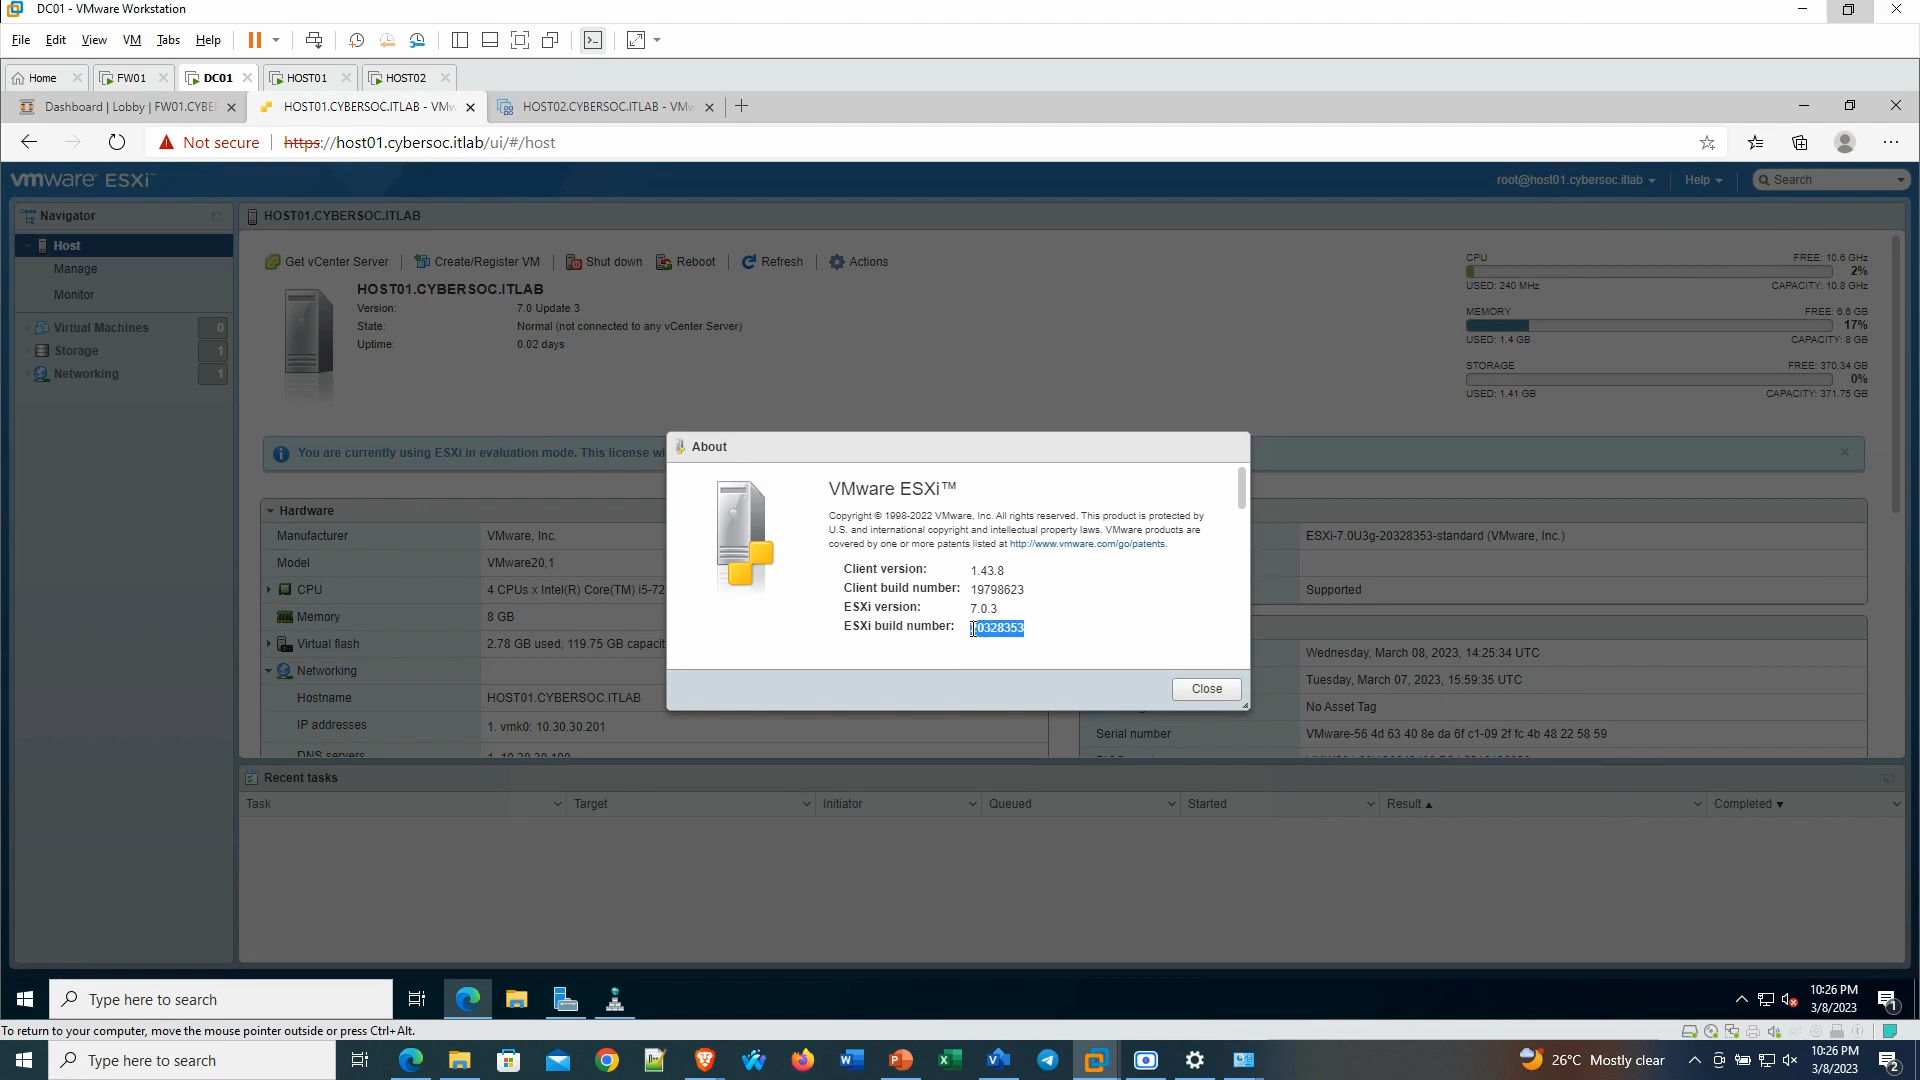 DC01 - VMware Workstation
File Edit View VM Tabs Help
Home FW01 DC01 HOST01 HOST02
Dashboard | Lobby | FW01.CYBE HOST01.CYBERSOC.ITLAB - VMw HOST02.CYBERSOC.ITLAB - VMw
Not secure https://host01.cybersoc.itlab/ui/#/host
vmware ESXi™ root@host01.cybersoc.itlab Help Search
Navigator HOST01.CYBERSOC.ITLAB
Host
Manage
Monitor
Virtual Machines 0
Storage 1
Networking 1
Get vCenter Server Create/Register VM Shut down Reboot Refresh Actions
HOST01.CYBERSOC.ITLAB
Version: 7.0 Update 3
State: Normal (not connected to any vCenter Server)
Uptime: 0.02 days
CPU FREE: 10.6 GHz
2%
USED: 240 MHz CAPACITY: 10.8 GHz
MEMORY FREE: 6.6 GB
17%
USED: 1.4 GB CAPACITY: 8 GB
STORAGE FREE: 370.34 GB
0%
USED: 1.41 GB CAPACITY: 371.75 GB
You are currently using ESXi in evaluation mode. This license wi
Hardware
Manufacturer VMware, Inc.
Model VMware20,1
CPU 4 CPUs x Intel(R) Core(TM) i5-72
Memory 8 GB
Virtual flash 2.78 GB used, 119.75 GB capacit
Networking
Hostname HOST01.CYBERSOC.ITLAB
IP addresses 1. vmk0: 10.30.30.201
DNS servers
About
VMware ESXi™
Copyright © 1998-2022 VMware, Inc. All rights reserved. This product is protected by
U.S. and international copyright and intellectual property laws. VMware products are
covered by one or more patents listed at http://www.vmware.com/go/patents.
Client version: 1.43.8
Client build number: 19798623
ESXi version: 7.0.3
ESXi build number: 20328353
Close
ESXi-7.0U3g-20328353-standard (VMware, Inc.)
Supported
Wednesday, March 08, 2023, 14:25:34 UTC
Tuesday, March 07, 2023, 15:59:35 UTC
No Asset Tag
Serial number VMware-56 4d 63 40 8e da 6f c1-09 2f fc 4b 48 22 58 59
Recent tasks
Task Target Initiator Queued Started Result ▲ Completed ▼
Type here to search
10:26 PM
3/8/2023
1
To return to your computer, move the mouse pointer outside or press Ctrl+Alt.
Type here to search
26°C Mostly clear
10:26 PM
3/8/2023
2